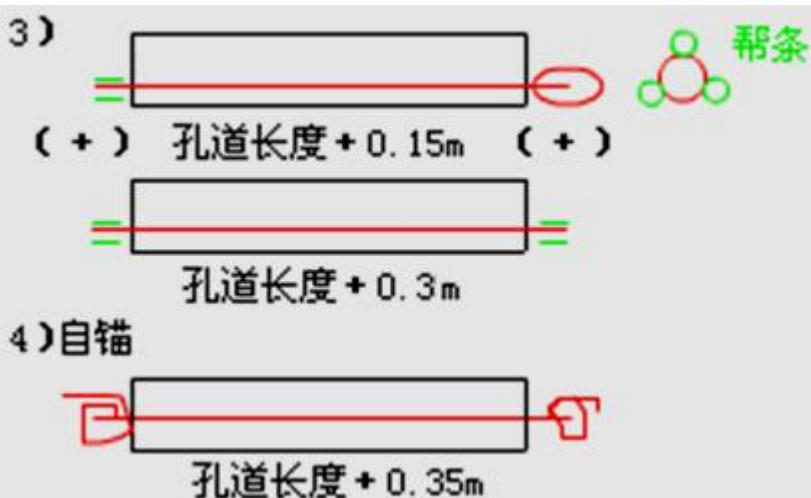 3)
帮条
(+) 孔道长度+0.15m (+)
孔道长度+0.3m
4)自锚
孔道长度+0.35m